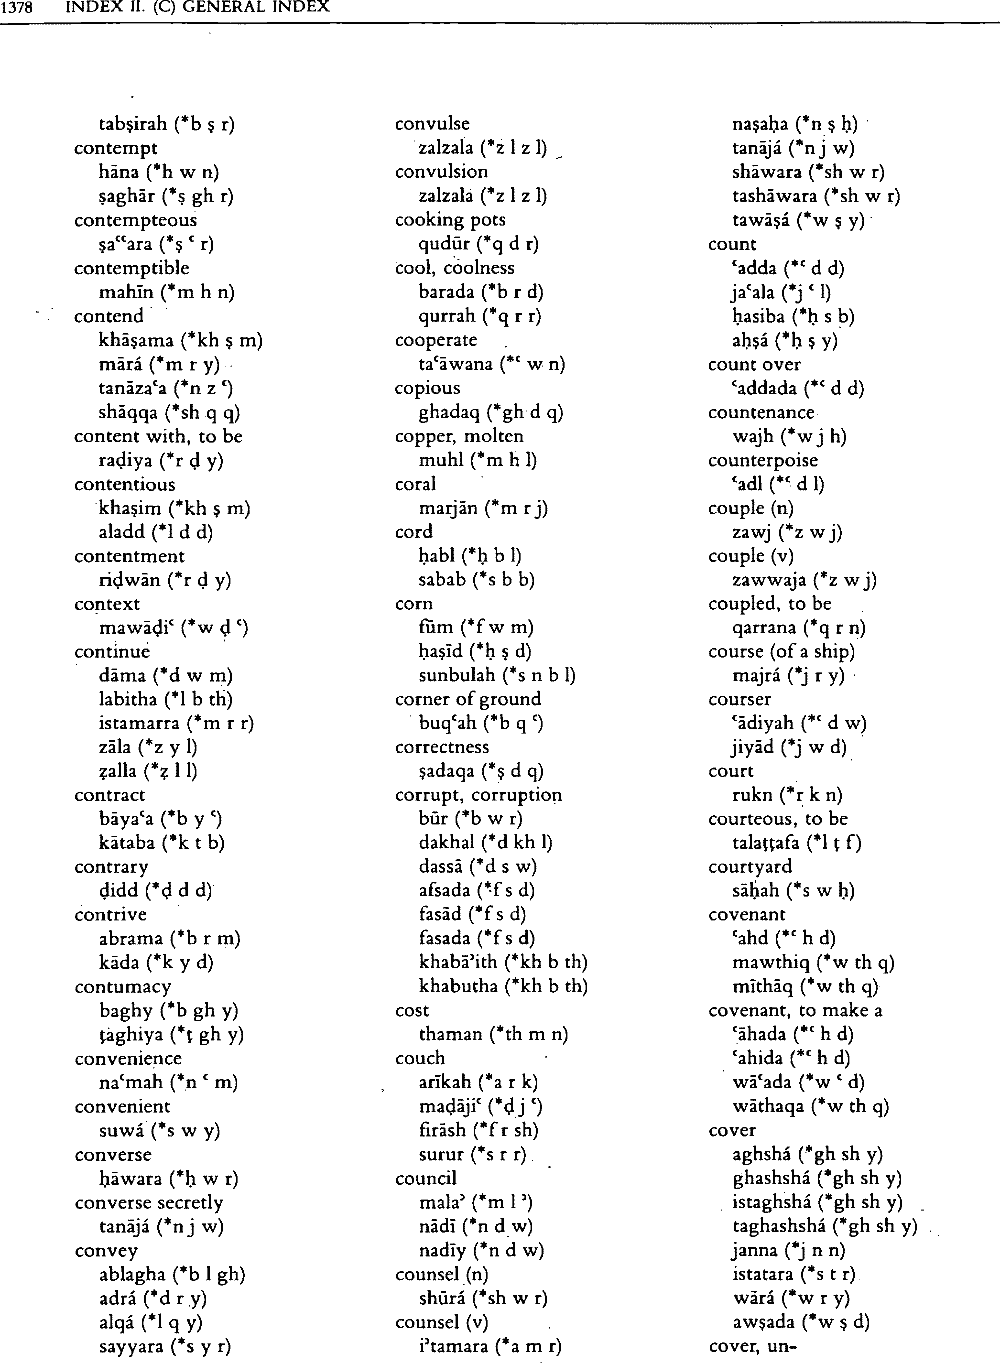 1378 INDEX II. (C) GENERAL INDEX
tabṣirah (*b ṣ r)
contempt
hāna (*h w n)
ṣaghār (*ṣ gh r)
contempteous
ṣaʿʿara (*ṣ ʿ r)
contemptible
mahīn (*m h n)
contend
khāṣama (*kh ṣ m)
márá (*m r y)
tanāzaʿa (*n z ʿ)
shāqqa (*sh q q)
content with, to be
raḍiya (*r ḍ y)
contentious
khaṣim (*kh ṣ m)
aladd (*l d d)
contentment
riḍwān (*r ḍ y)
context
mawāḍiʿ (*w ḍ ʿ)
continue
dāma (*d w m)
labitha (*l b th)
istamarra (*m r r)
zāla (*z y l)
ẓalla (*ẓ l l)
contract
bāyaʿa (*b y ʿ)
kātaba (*k t b)
contrary
ḍidd (*ḍ d d)
contrive
abrama (*b r m)
kāda (*k y d)
contumacy
baghy (*b gh y)
ṭaghiya (*ṭ gh y)
convenience
naʿmah (*n ʿ m)
convenient
suwá (*s w y)
converse
ḥāwara (*ḥ w r)
converse secretly
tanājá (*n j w)
convey
ablagha (*b l gh)
adrá (*d r y)
alqá (*l q y)
sayyara (*s y r)
convulse
zalzala (*z l z l)
convulsion
zalzala (*z l z l)
cooking pots
qudūr (*q d r)
cool, coolness
barada (*b r d)
qurrah (*q r r)
cooperate
taʿāwana (*ʿ w n)
copious
ghadaq (*gh d q)
copper, molten
muhl (*m h l)
coral
marjān (*m r j)
cord
ḥabl (*ḥ b l)
sabab (*s b b)
corn
fūm (*f w m)
ḥaṣīd (*ḥ ṣ d)
sunbulah (*s n b l)
corner of ground
buqʿah (*b q ʿ)
correctness
ṣadaqa (*ṣ d q)
corrupt, corruption
būr (*b w r)
dakhal (*d kh l)
dassā (*d s w)
afsada (*f s d)
fasād (*f s d)
fasada (*f s d)
khabāʾith (*kh b th)
khabutha (*kh b th)
cost
thaman (*th m n)
couch
arīkah (*a r k)
maḍājiʿ (*ḍ j ʿ)
firāsh (*f r sh)
surur (*s r r)
council
malaʾ (*m l ʾ)
nādī (*n d w)
nadīy (*n d w)
counsel (n)
shūrá (*sh w r)
counsel (v)
iʾtamara (*a m r)
naṣaḥa (*n ṣ ḥ)
tanājá (*n j w)
shāwara (*sh w r)
tashāwara (*sh w r)
tawāṣá (*w ṣ y)
count
ʿadda (*ʿ d d)
jaʿala (*j ʿ l)
ḥasiba (*ḥ s b)
aḥṣá (*ḥ ṣ y)
count over
ʿaddada (*ʿ d d)
countenance
wajh (*w j h)
counterpoise
ʿadl (*ʿ d l)
couple (n)
zawj (*z w j)
couple (v)
zawwaja (*z w j)
coupled, to be
qarrana (*q r n)
course (of a ship)
majrá (*j r y)
courser
ʿādiyah (*ʿ d w)
jiyād (*j w d)
court
rukn (*r k n)
courteous, to be
talaṭṭafa (*l ṭ f)
courtyard
sāḥah (*s w ḥ)
covenant
ʿahd (*ʿ h d)
mawthiq (*w th q)
mīthāq (*w th q)
covenant, to make a
ʿāhada (*ʿ h d)
ʿahida (*ʿ h d)
wāʿada (*w ʿ d)
wāthaqa (*w th q)
cover
aghshá (*gh sh y)
ghashshá (*gh sh y)
istaghshá (*gh sh y)
taghashshá (*gh sh y)
janna (*j n n)
istatara (*s t r)
wārá (*w r y)
awṣada (*w ṣ d)
cover, un-